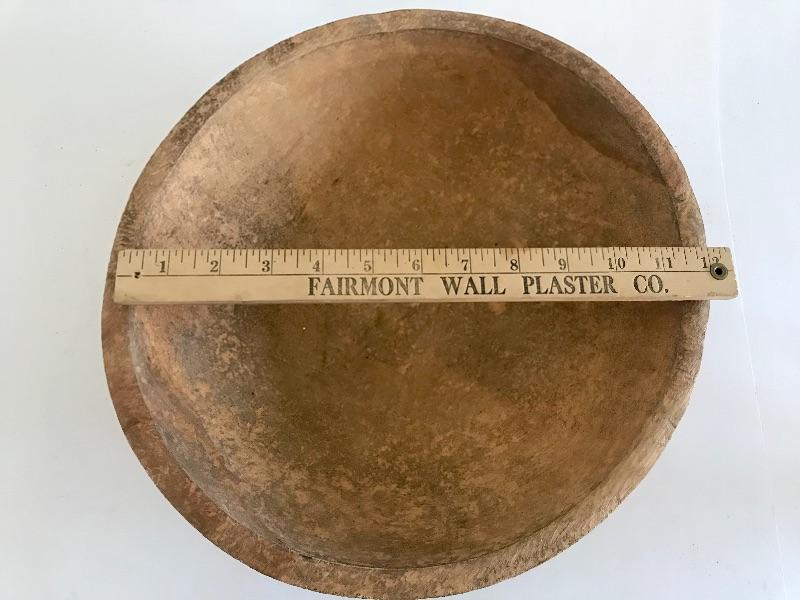 1 2 3 4 5 6 7 8 9 10 11 12
FAIRMONT WALL PLASTER CO.